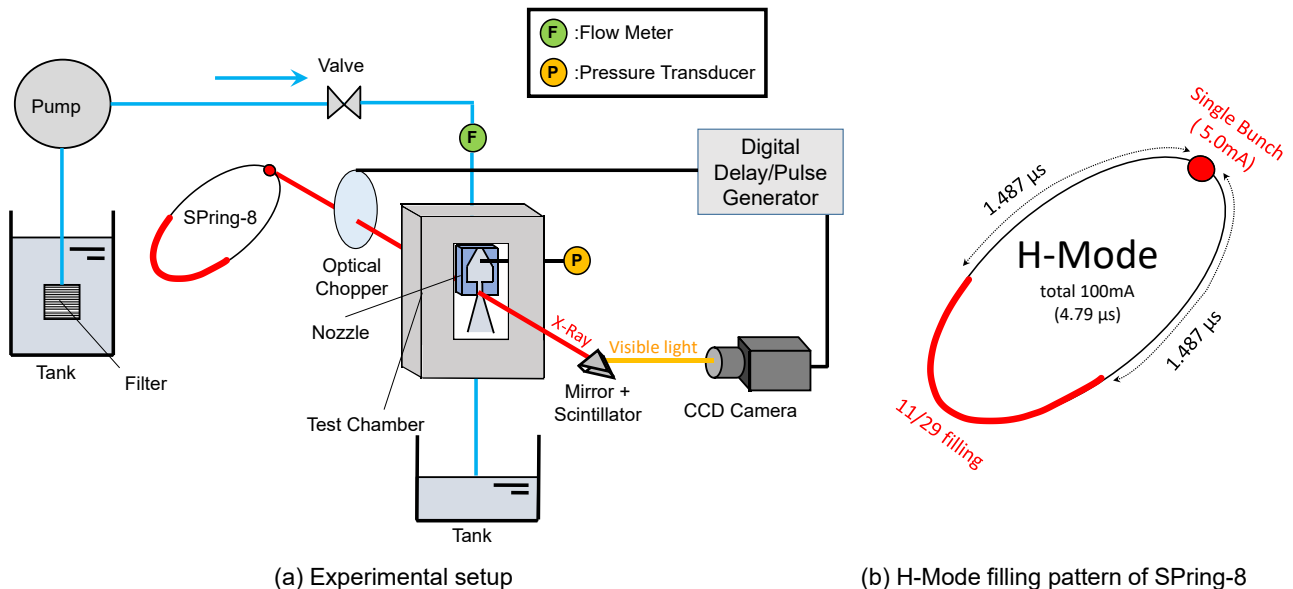 F :Flow Meter
P :Pressure Transducer
Valve
Pump
F
Digital
Delay/Pulse
Generator
SPring-8
Optical
Chopper
P
Nozzle
X-Ray
Visible light
Tank
Filter
Test Chamber
Mirror +
Scintillator
CCD Camera
Tank
(a) Experimental setup
Single Bunch
( 5.0mA)
1.487 µs
H-Mode
total 100mA
(4.79 µs)
1.487 µs
11/29 filling
(b) H-Mode filling pattern of SPring-8